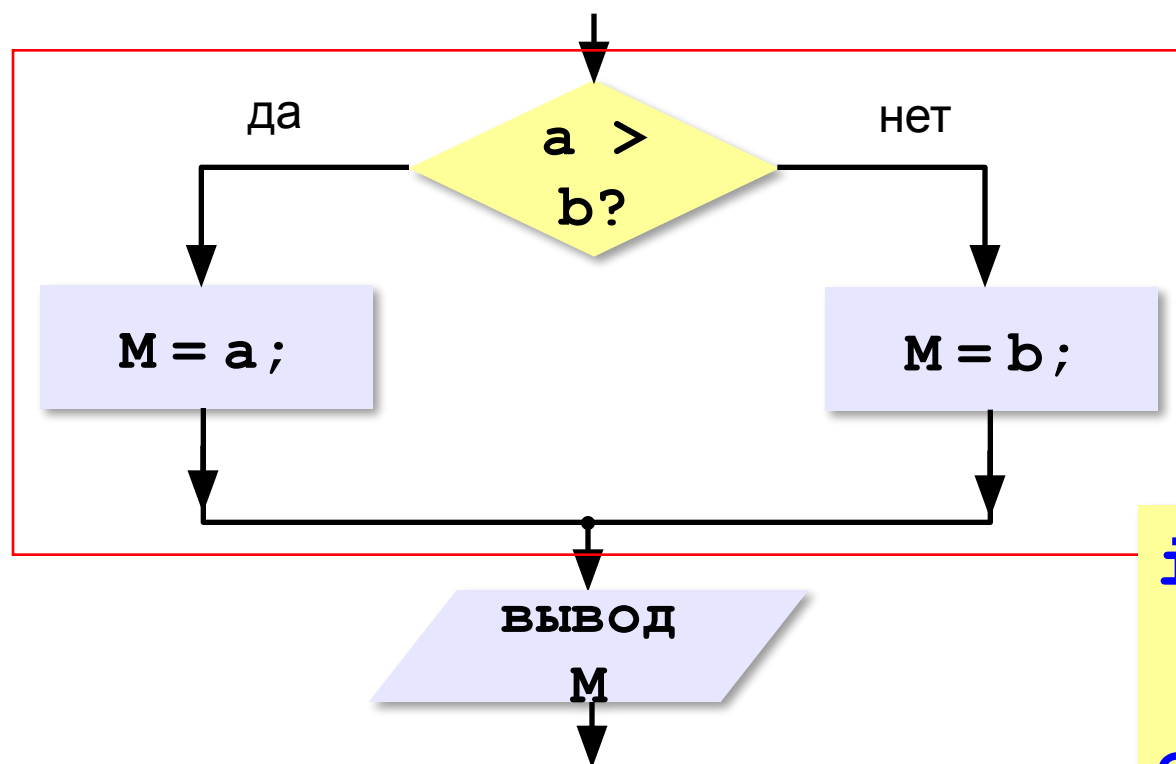 да
нет
a >
b?
M = a;
M = b;
вывод
M